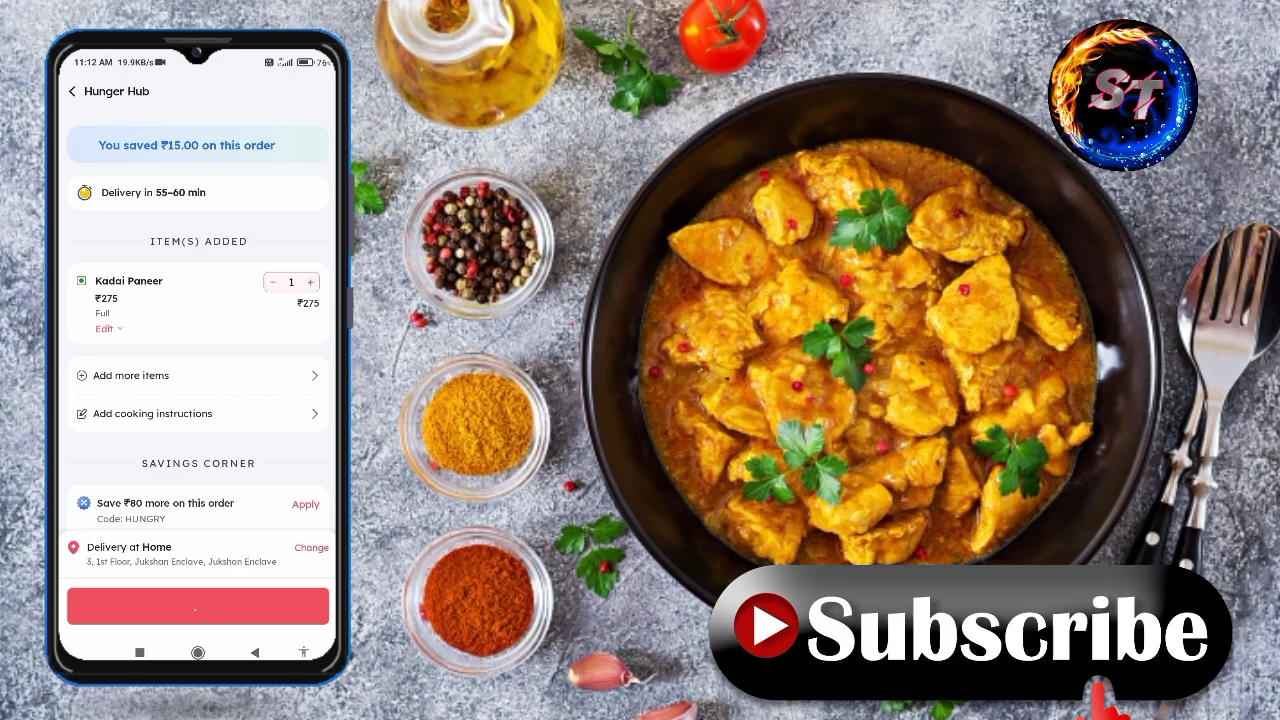 11:12 AM 19.9KB/s
76
Hunger Hub
You saved ₹15.00 on this order
Delivery in 55–60 min
ITEM(S) ADDED
Kadai Paneer
− 1 +
₹275
₹275
Full
Edit
Add more items
Add cooking instructions
SAVINGS CORNER
Save ₹80 more on this order
Apply
Code: HUNGRY
Delivery at Home
Change
3, 1st Floor, Jukshan Enclave, Jukshan Enclave
ST
Subscribe